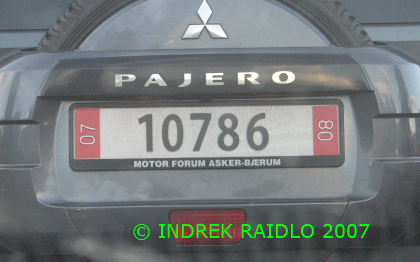 PAJERO
07 10786 08
MOTOR FORUM ASKER-BÆRUM
© INDREK RAIDLO 2007